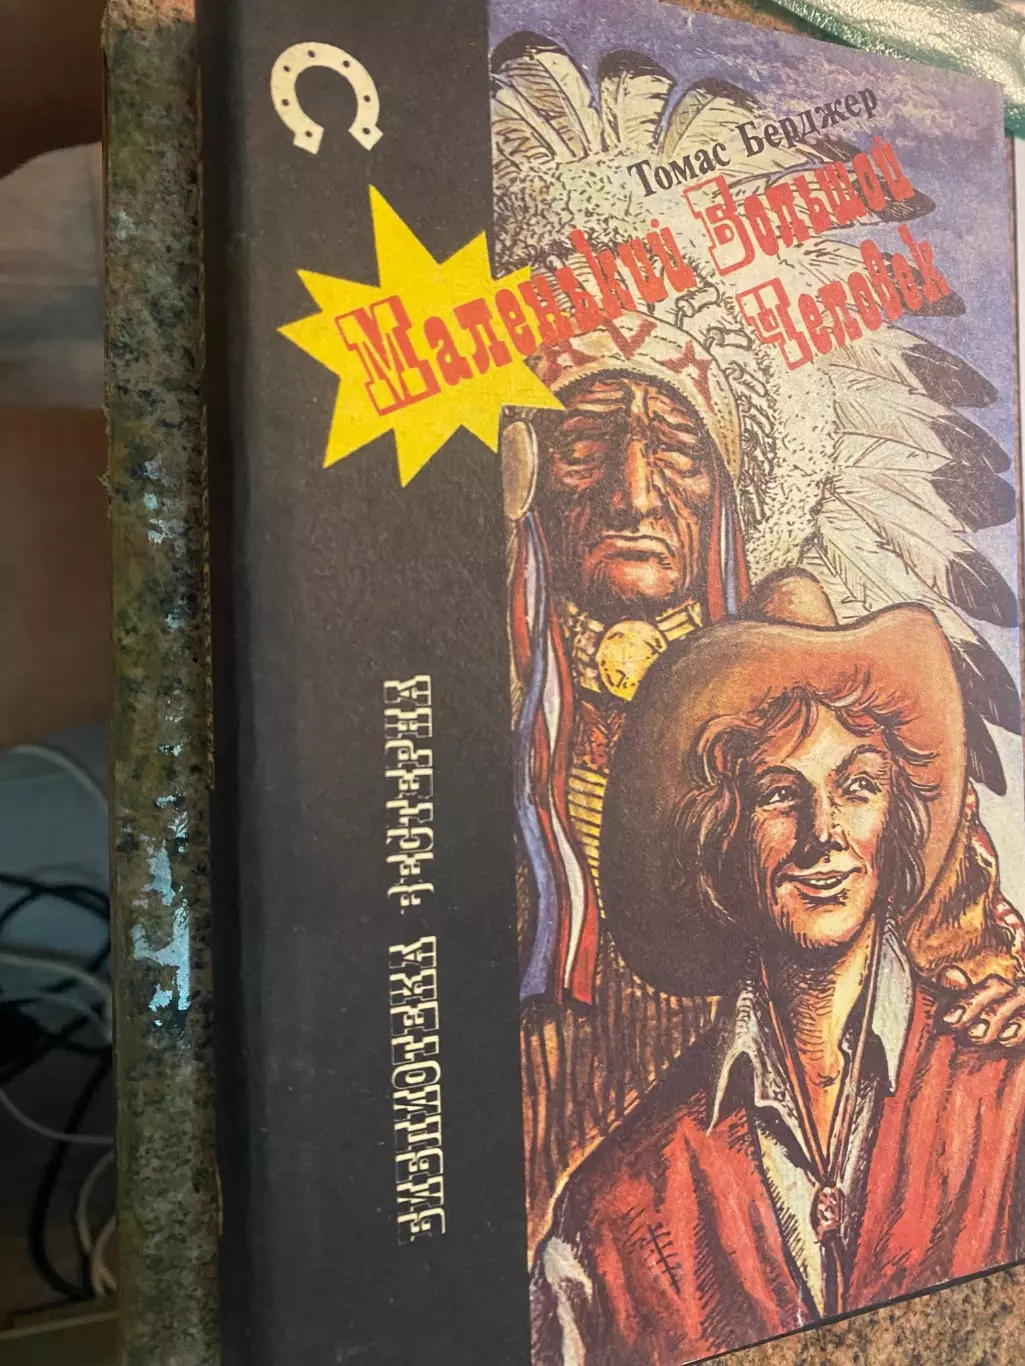 Томас Берджер
Маленький Большой
Человек
БИБЛИОТЕКА ВЕСТЕРНА